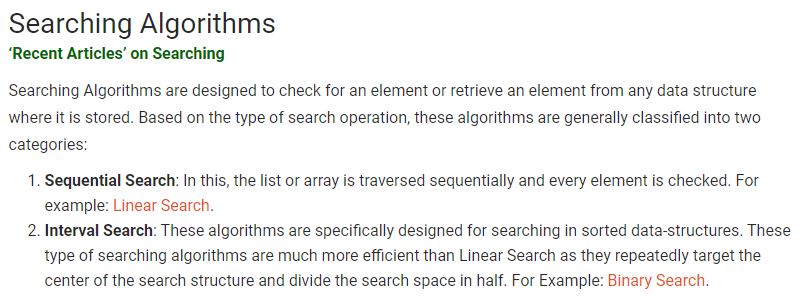 Searching Algorithms
‘Recent Articles’ on Searching
Searching Algorithms are designed to check for an element or retrieve an element from any data structure
where it is stored. Based on the type of search operation, these algorithms are generally classified into two
categories:
1. Sequential Search: In this, the list or array is traversed sequentially and every element is checked. For
example: Linear Search.
2. Interval Search: These algorithms are specifically designed for searching in sorted data-structures. These
type of searching algorithms are much more efficient than Linear Search as they repeatedly target the
center of the search structure and divide the search space in half. For Example: Binary Search.